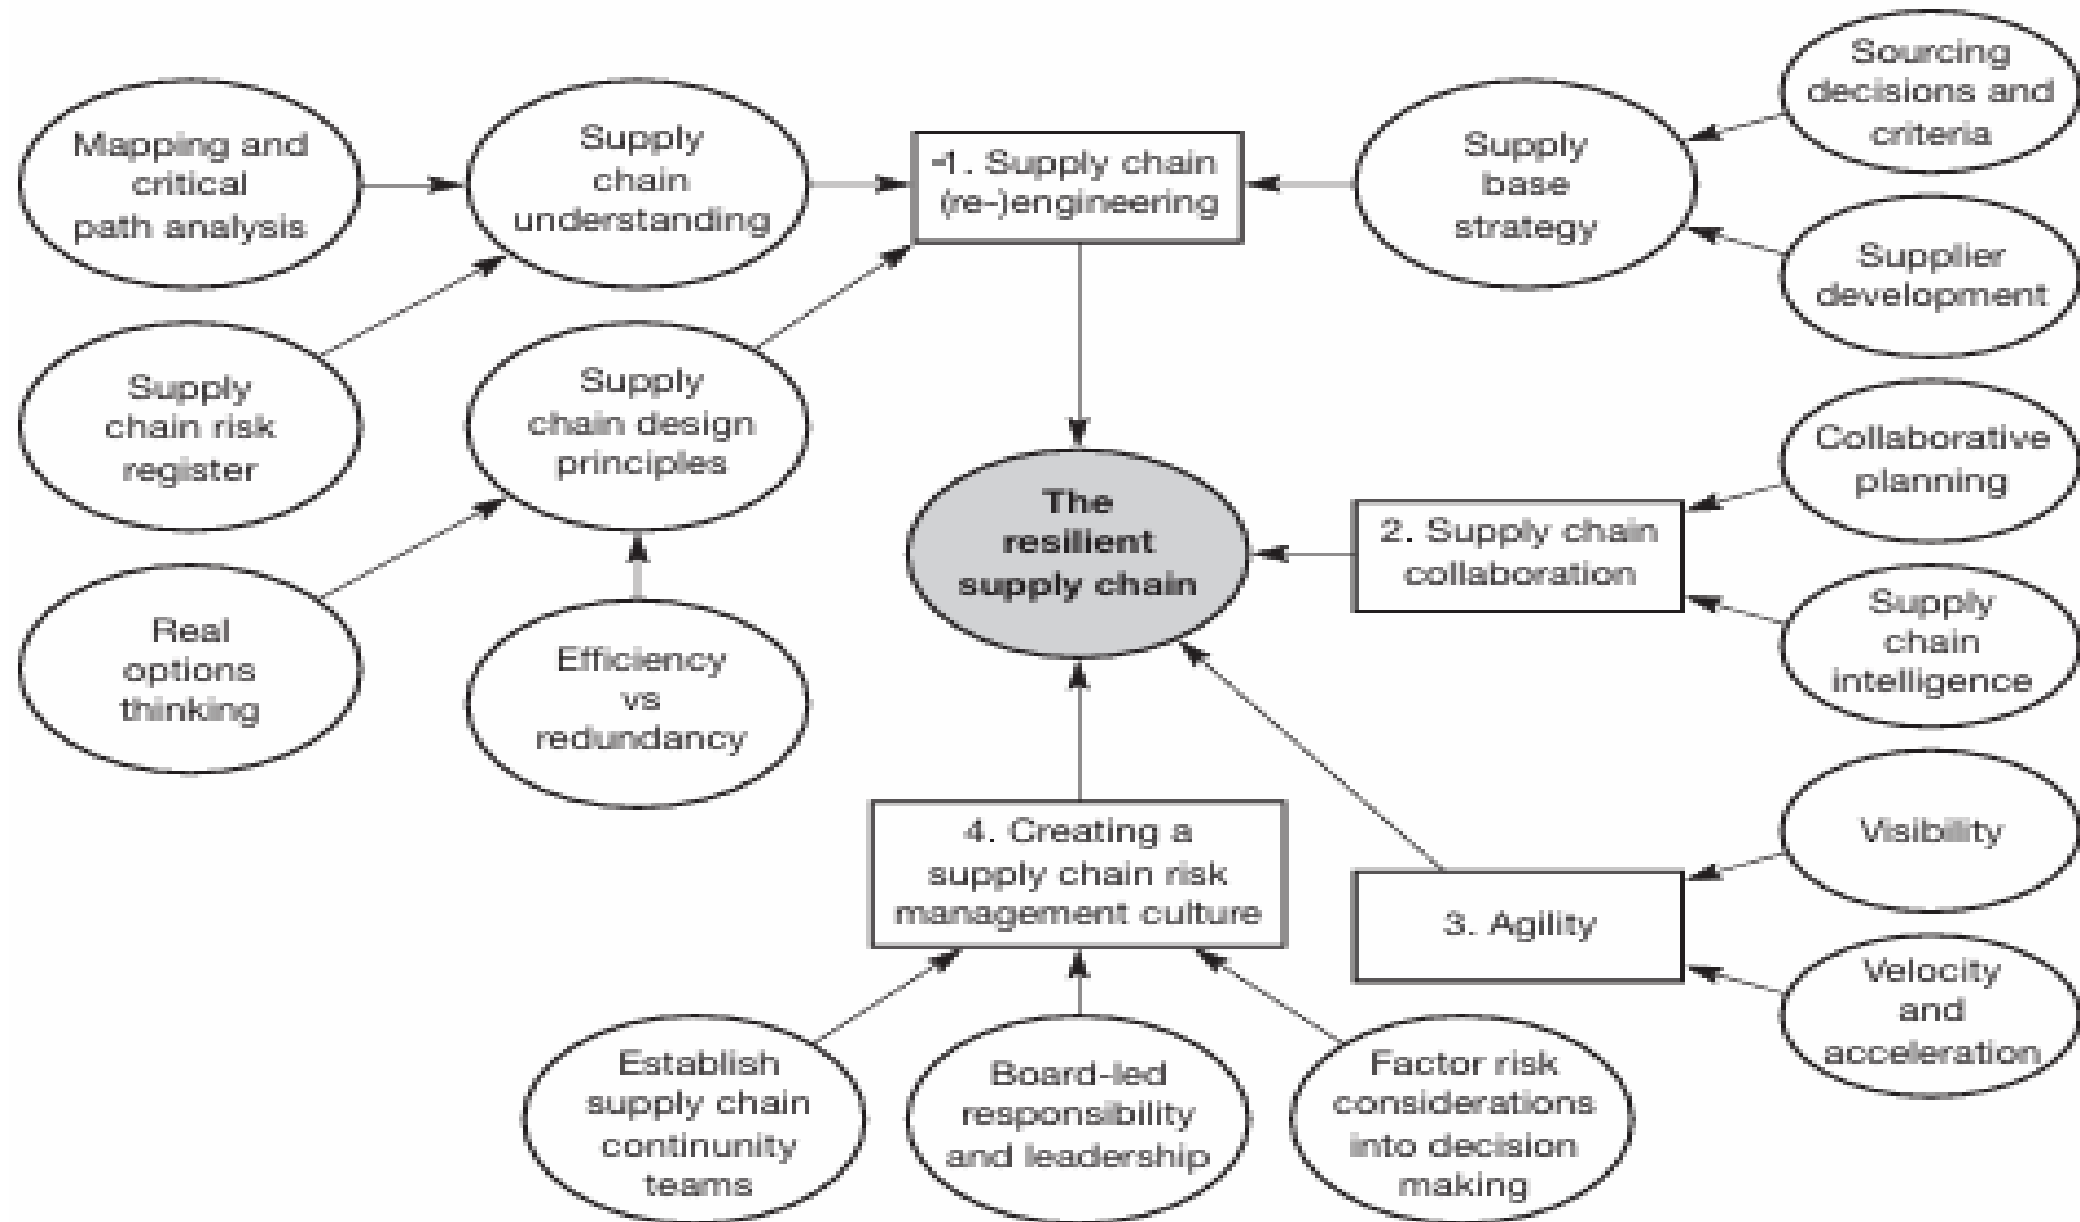 Mapping and
critical
path analysis
Supply
chain
understanding
-1. Supply chain
(re-)engineering
Supply
base
strategy
Sourcing
decisions and
criteria
Supplier
development
Supply
chain risk
register
Supply
chain design
principles
The
resilient
supply chain
2. Supply chain
collaboration
Collaborative
planning
Supply
chain
intelligence
Real
options
thinking
Efficiency
vs
redundancy
4. Creating a
supply chain risk
management culture
3. Agility
Visibility
Velocity
and
acceleration
Establish
supply chain
continunity
teams
Board-led
responsibility
and leadership
Factor risk
considerations
into decision
making